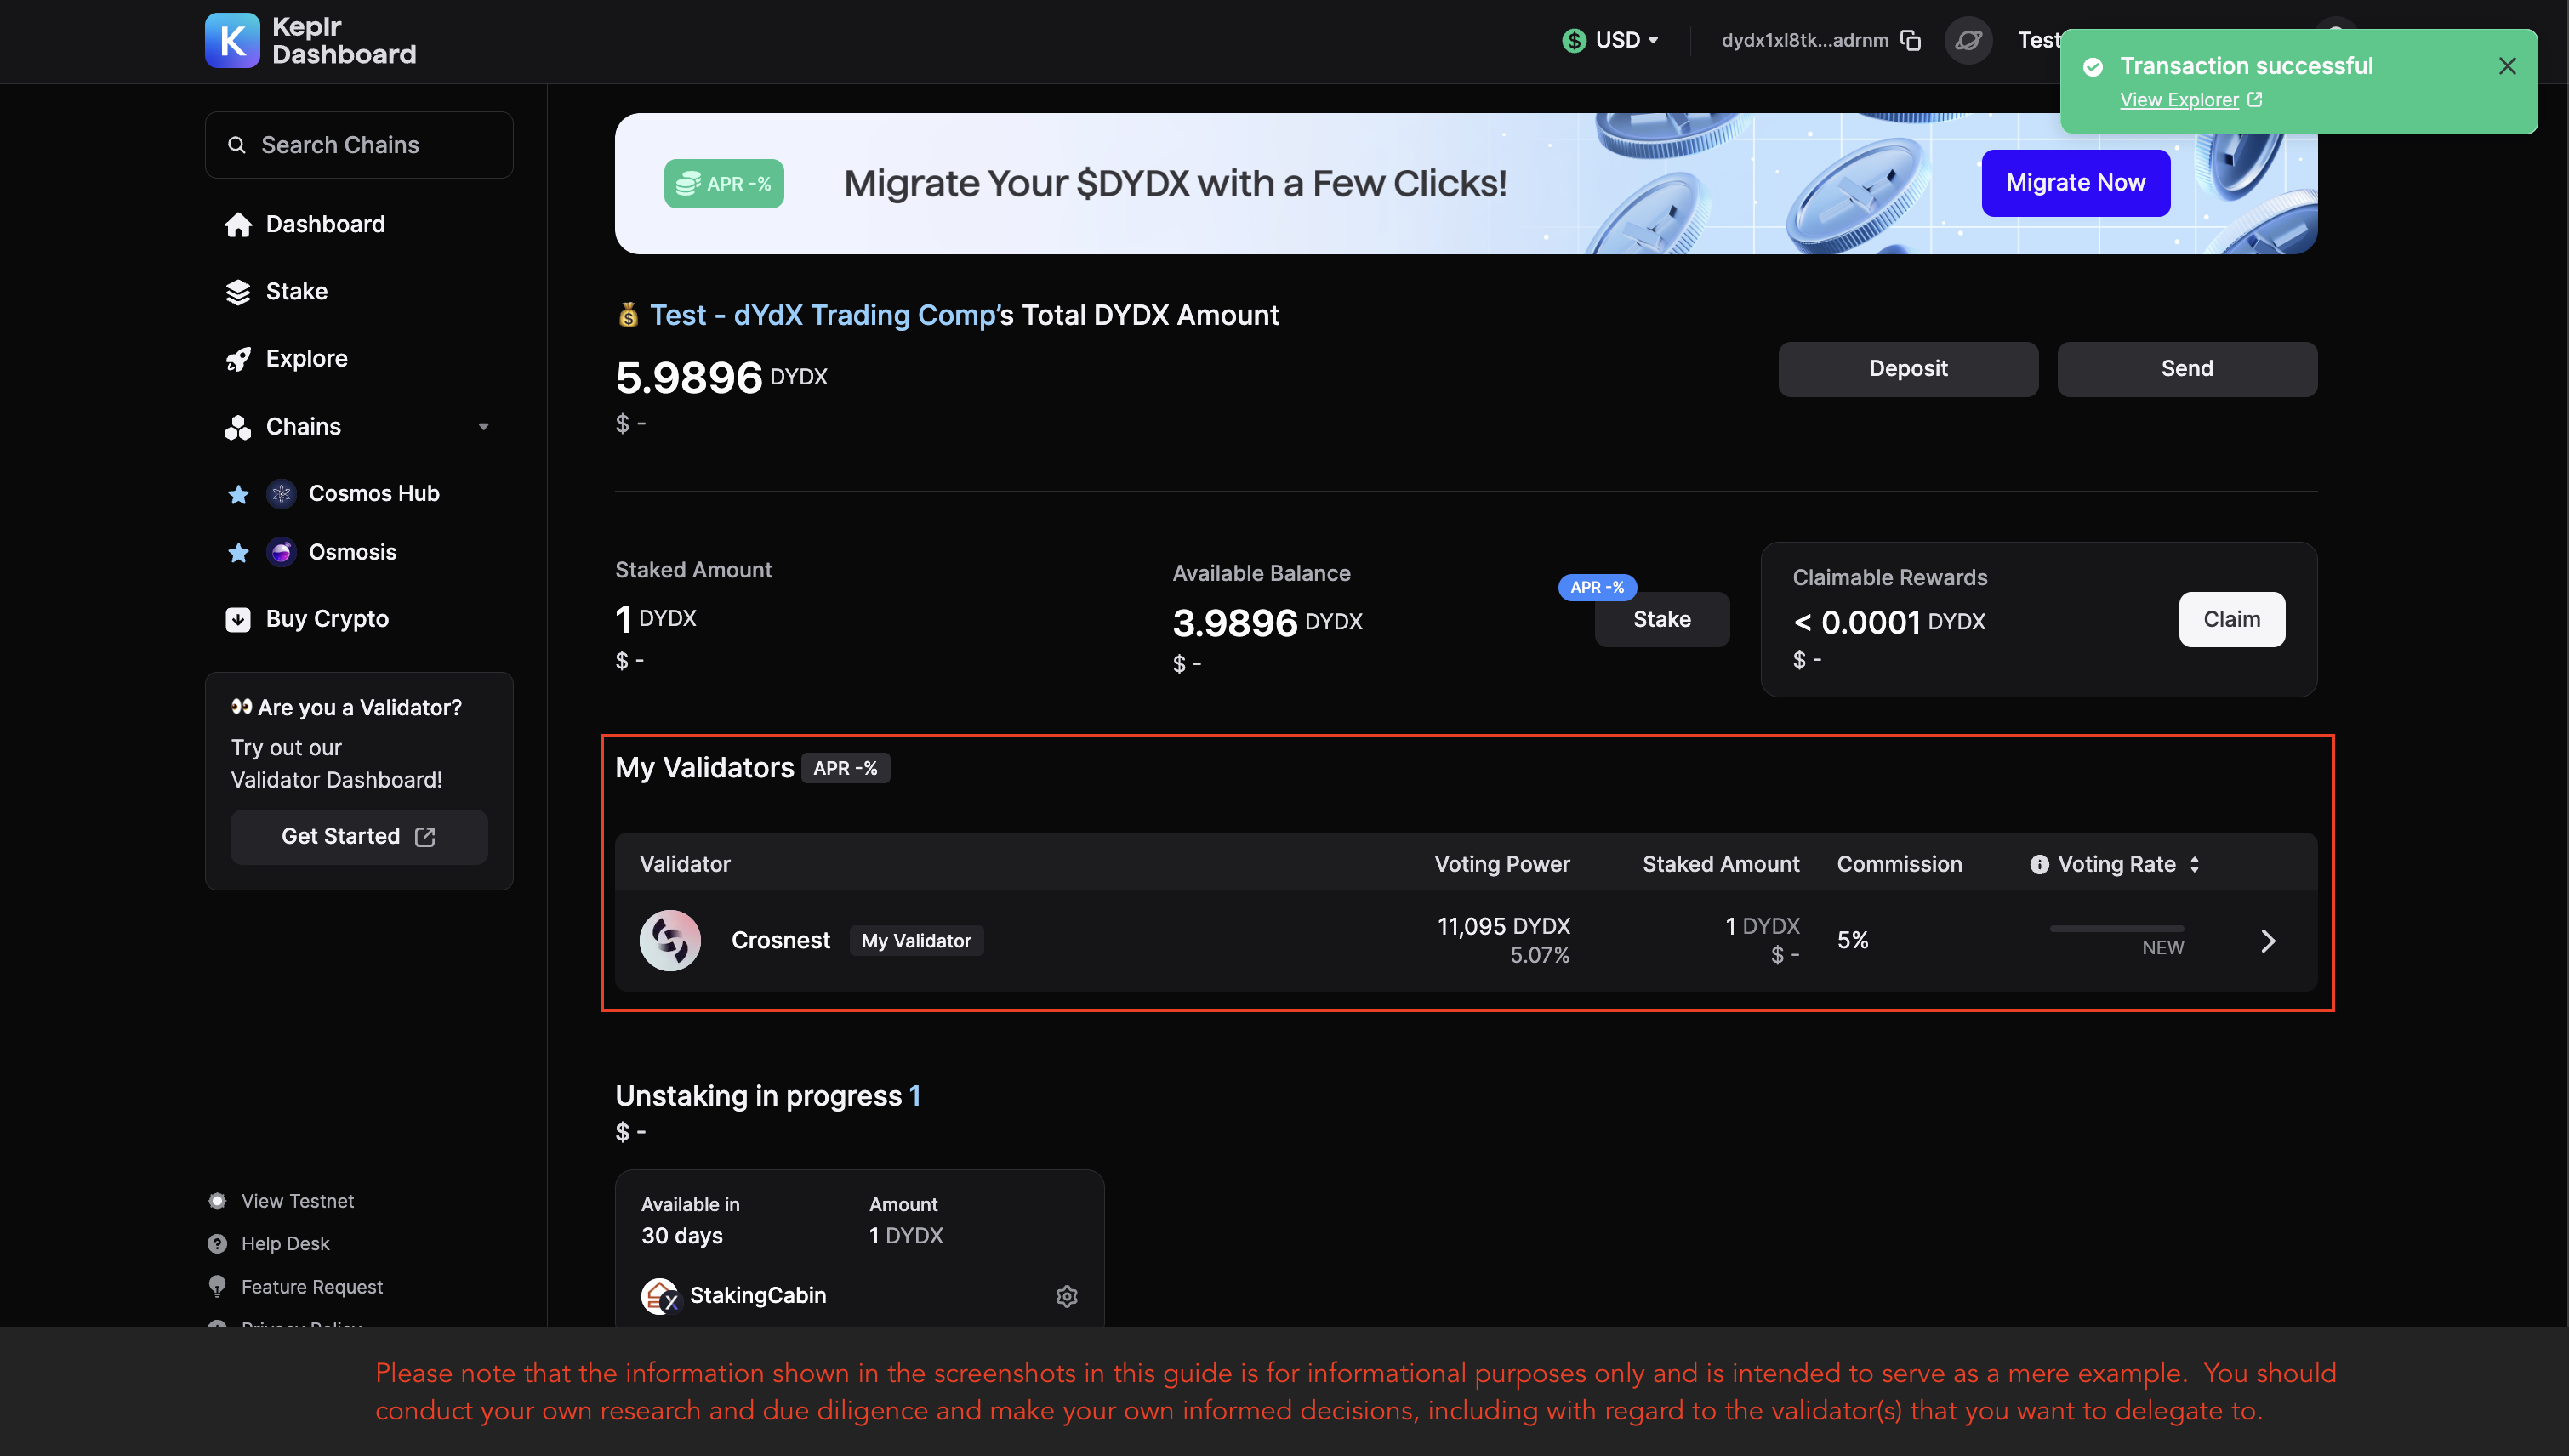 Keplr
Dashboard
USD
dydx1xl8tk...adrnm
Test
Transaction successful
View Explorer
Search Chains
Dashboard
Stake
Explore
Chains
Cosmos Hub
Osmosis
Buy Crypto
Are you a Validator?
Try out our
Validator Dashboard!
Get Started
View Testnet
Help Desk
Feature Request
Privacy Policy
APR -%
Migrate Your $DYDX with a Few Clicks!
Migrate Now
Test - dYdX Trading Comp’s Total DYDX Amount
5.9896 DYDX
$ -
Deposit
Send
Staked Amount
1 DYDX
$ -
Available Balance
3.9896 DYDX
$ -
APR -%
Stake
Claimable Rewards
< 0.0001 DYDX
$ -
Claim
My Validators APR -%
Validator Voting Power Staked Amount Commission Voting Rate
Crosnest My Validator 11,095 DYDX 1 DYDX 5%
5.07% $ - NEW
Unstaking in progress 1
$ -
Available in Amount
30 days 1 DYDX
StakingCabin
Please note that the information shown in the screenshots in this guide is for informational purposes only and is intended to serve as a mere example. You should
conduct your own research and due diligence and make your own informed decisions, including with regard to the validator(s) that you want to delegate to.